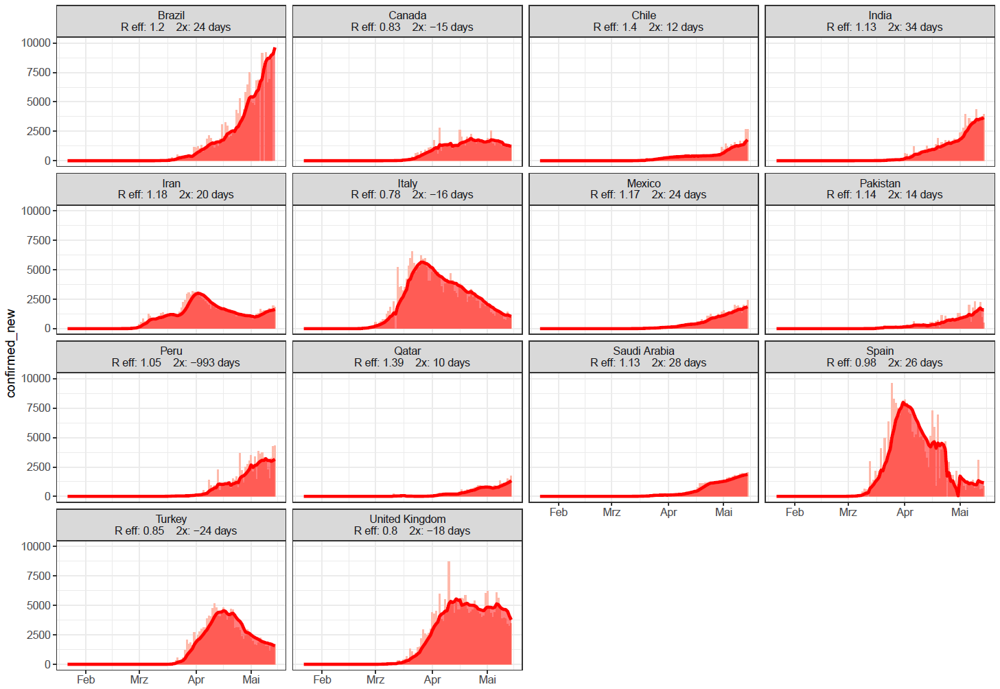 Brazil
R eff: 1.2 2x: 24 days
Canada
R eff: 0.83 2x: −15 days
Chile
R eff: 1.4 2x: 12 days
India
R eff: 1.13 2x: 34 days
10000
7500
5000
2500
0
Iran
R eff: 1.18 2x: 20 days
Italy
R eff: 0.78 2x: −16 days
Mexico
R eff: 1.17 2x: 24 days
Pakistan
R eff: 1.14 2x: 14 days
10000
7500
5000
2500
0
confirmed_new
Peru
R eff: 1.05 2x: −993 days
Qatar
R eff: 1.39 2x: 10 days
Saudi Arabia
R eff: 1.13 2x: 28 days
Spain
R eff: 0.98 2x: 26 days
10000
7500
5000
2500
0
Feb Mrz Apr Mai
Feb Mrz Apr Mai
Turkey
R eff: 0.85 2x: −24 days
United Kingdom
R eff: 0.8 2x: −18 days
10000
7500
5000
2500
0
Feb Mrz Apr Mai
Feb Mrz Apr Mai